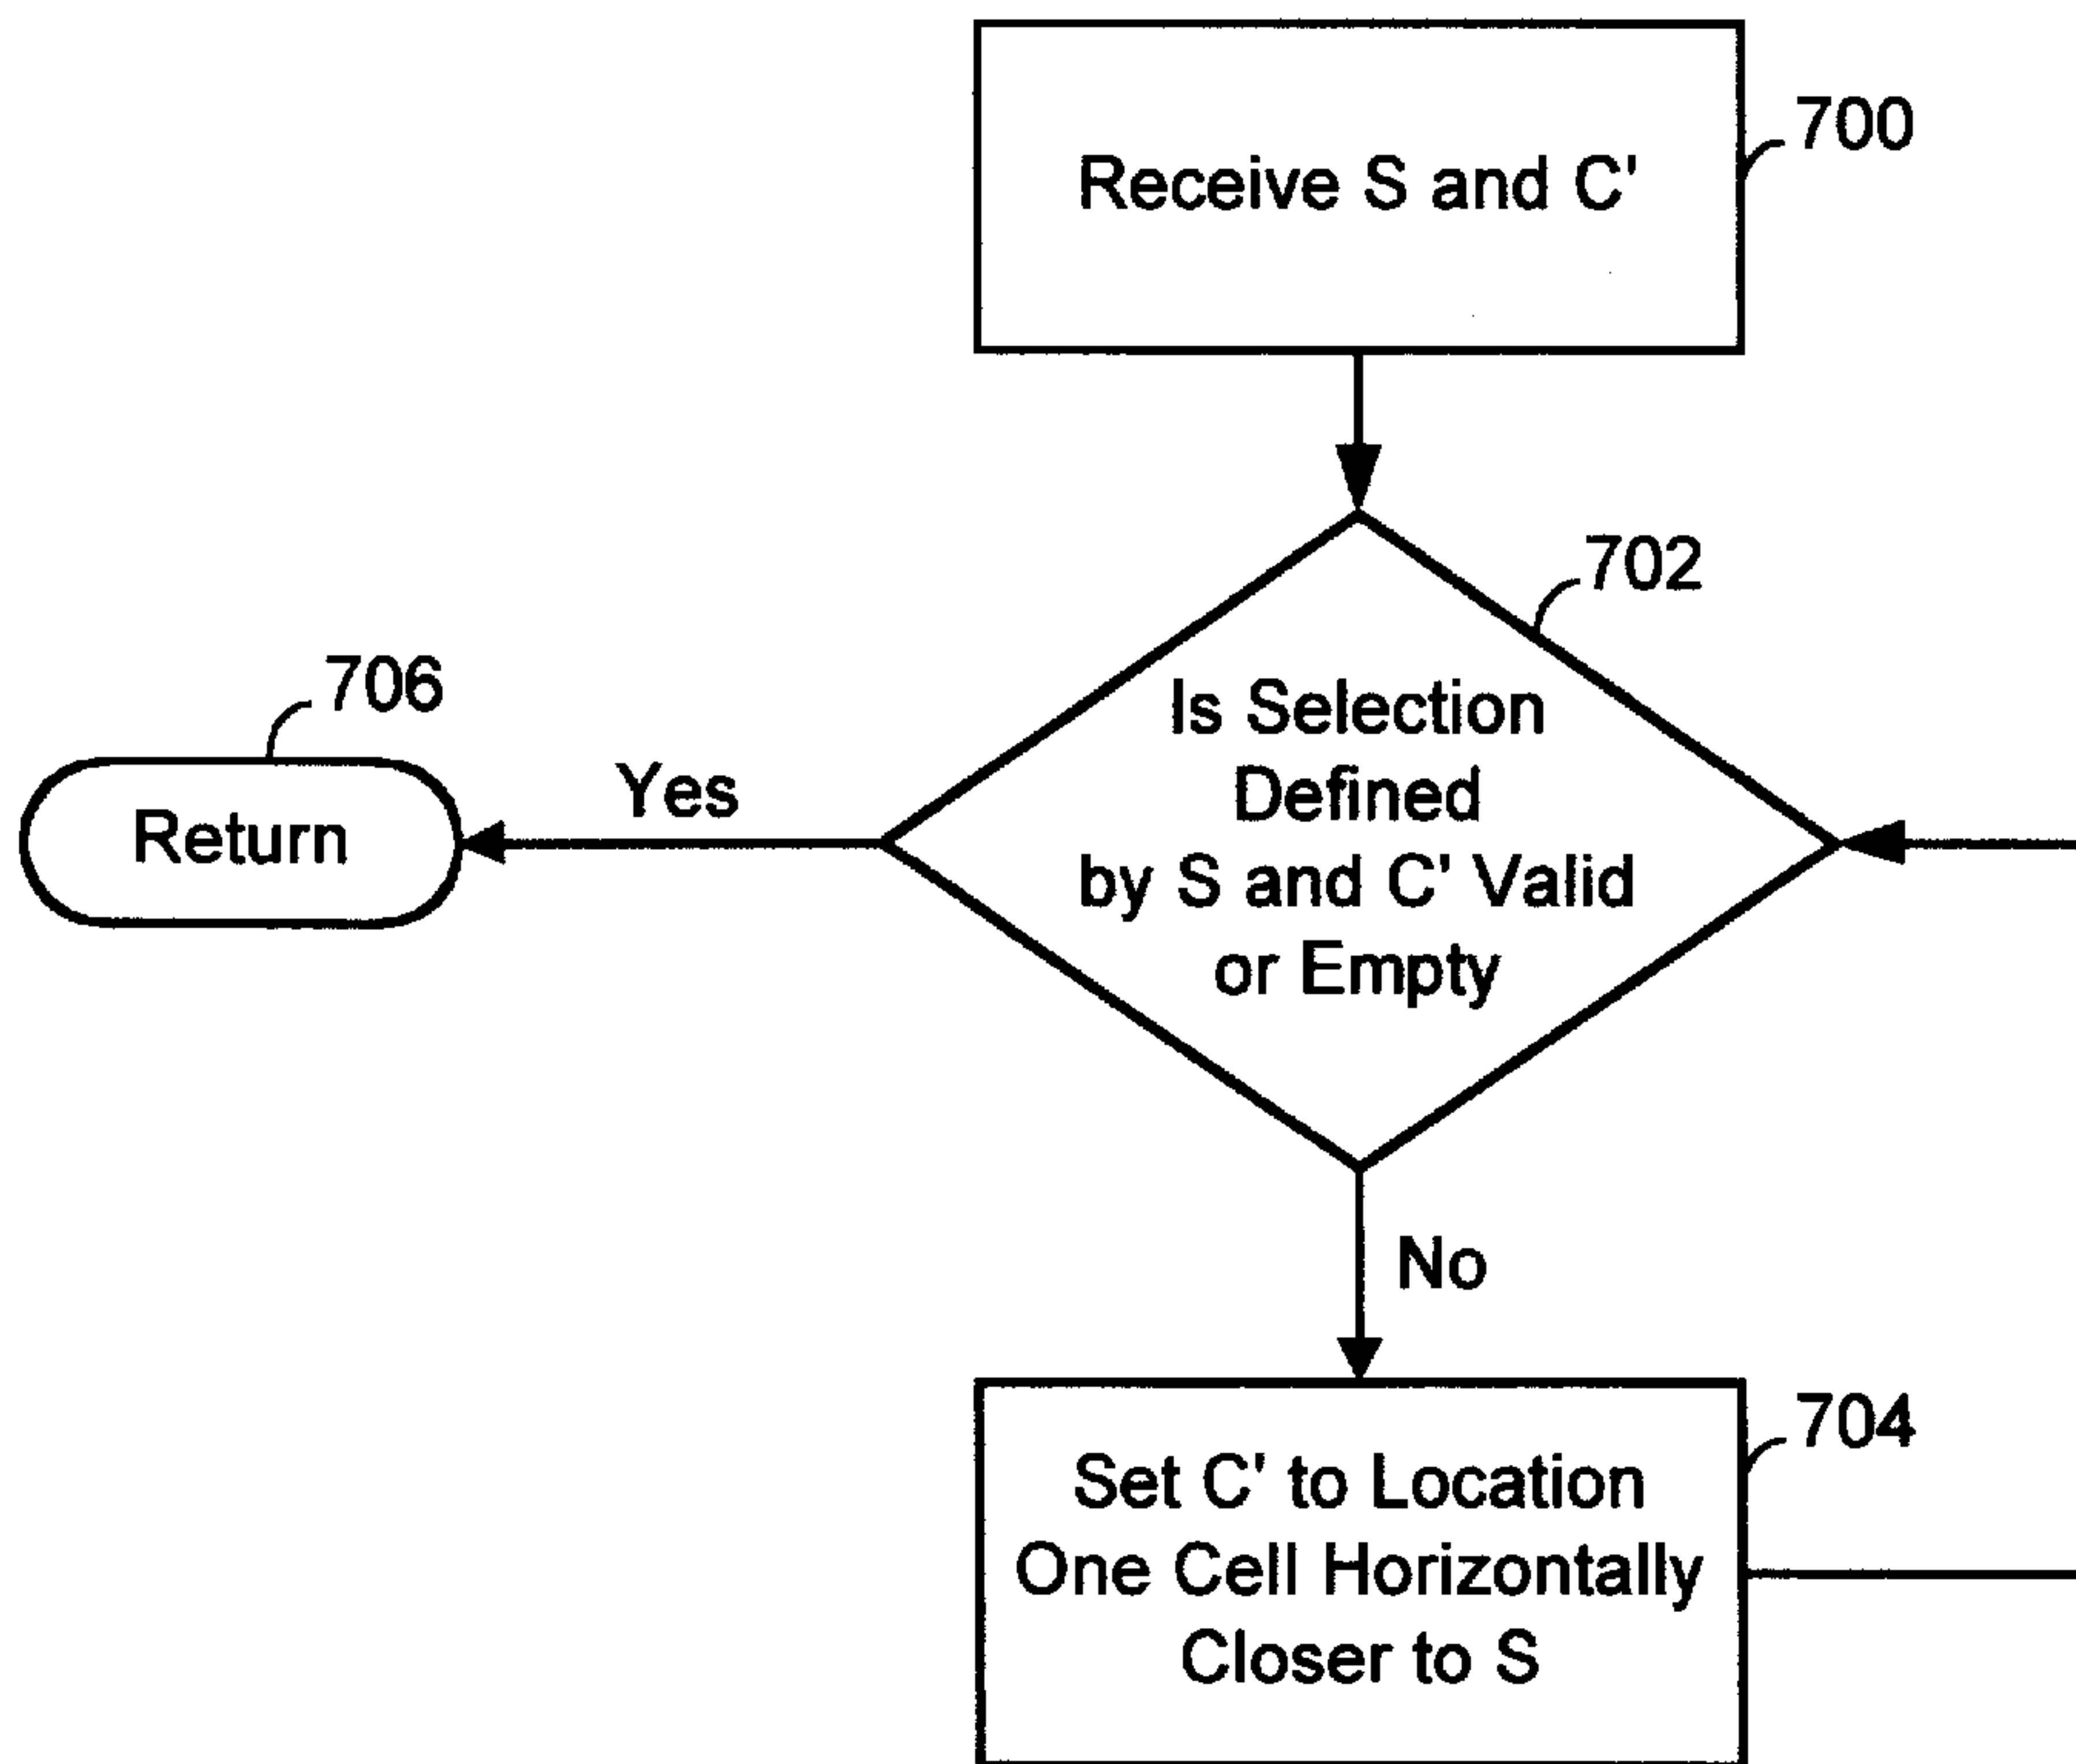 Receive S and C'
700
702
Is Selection
Defined
by S and C' Valid
or Empty
706
Return
Yes
No
704
Set C' to Location
One Cell Horizontally
Closer to S